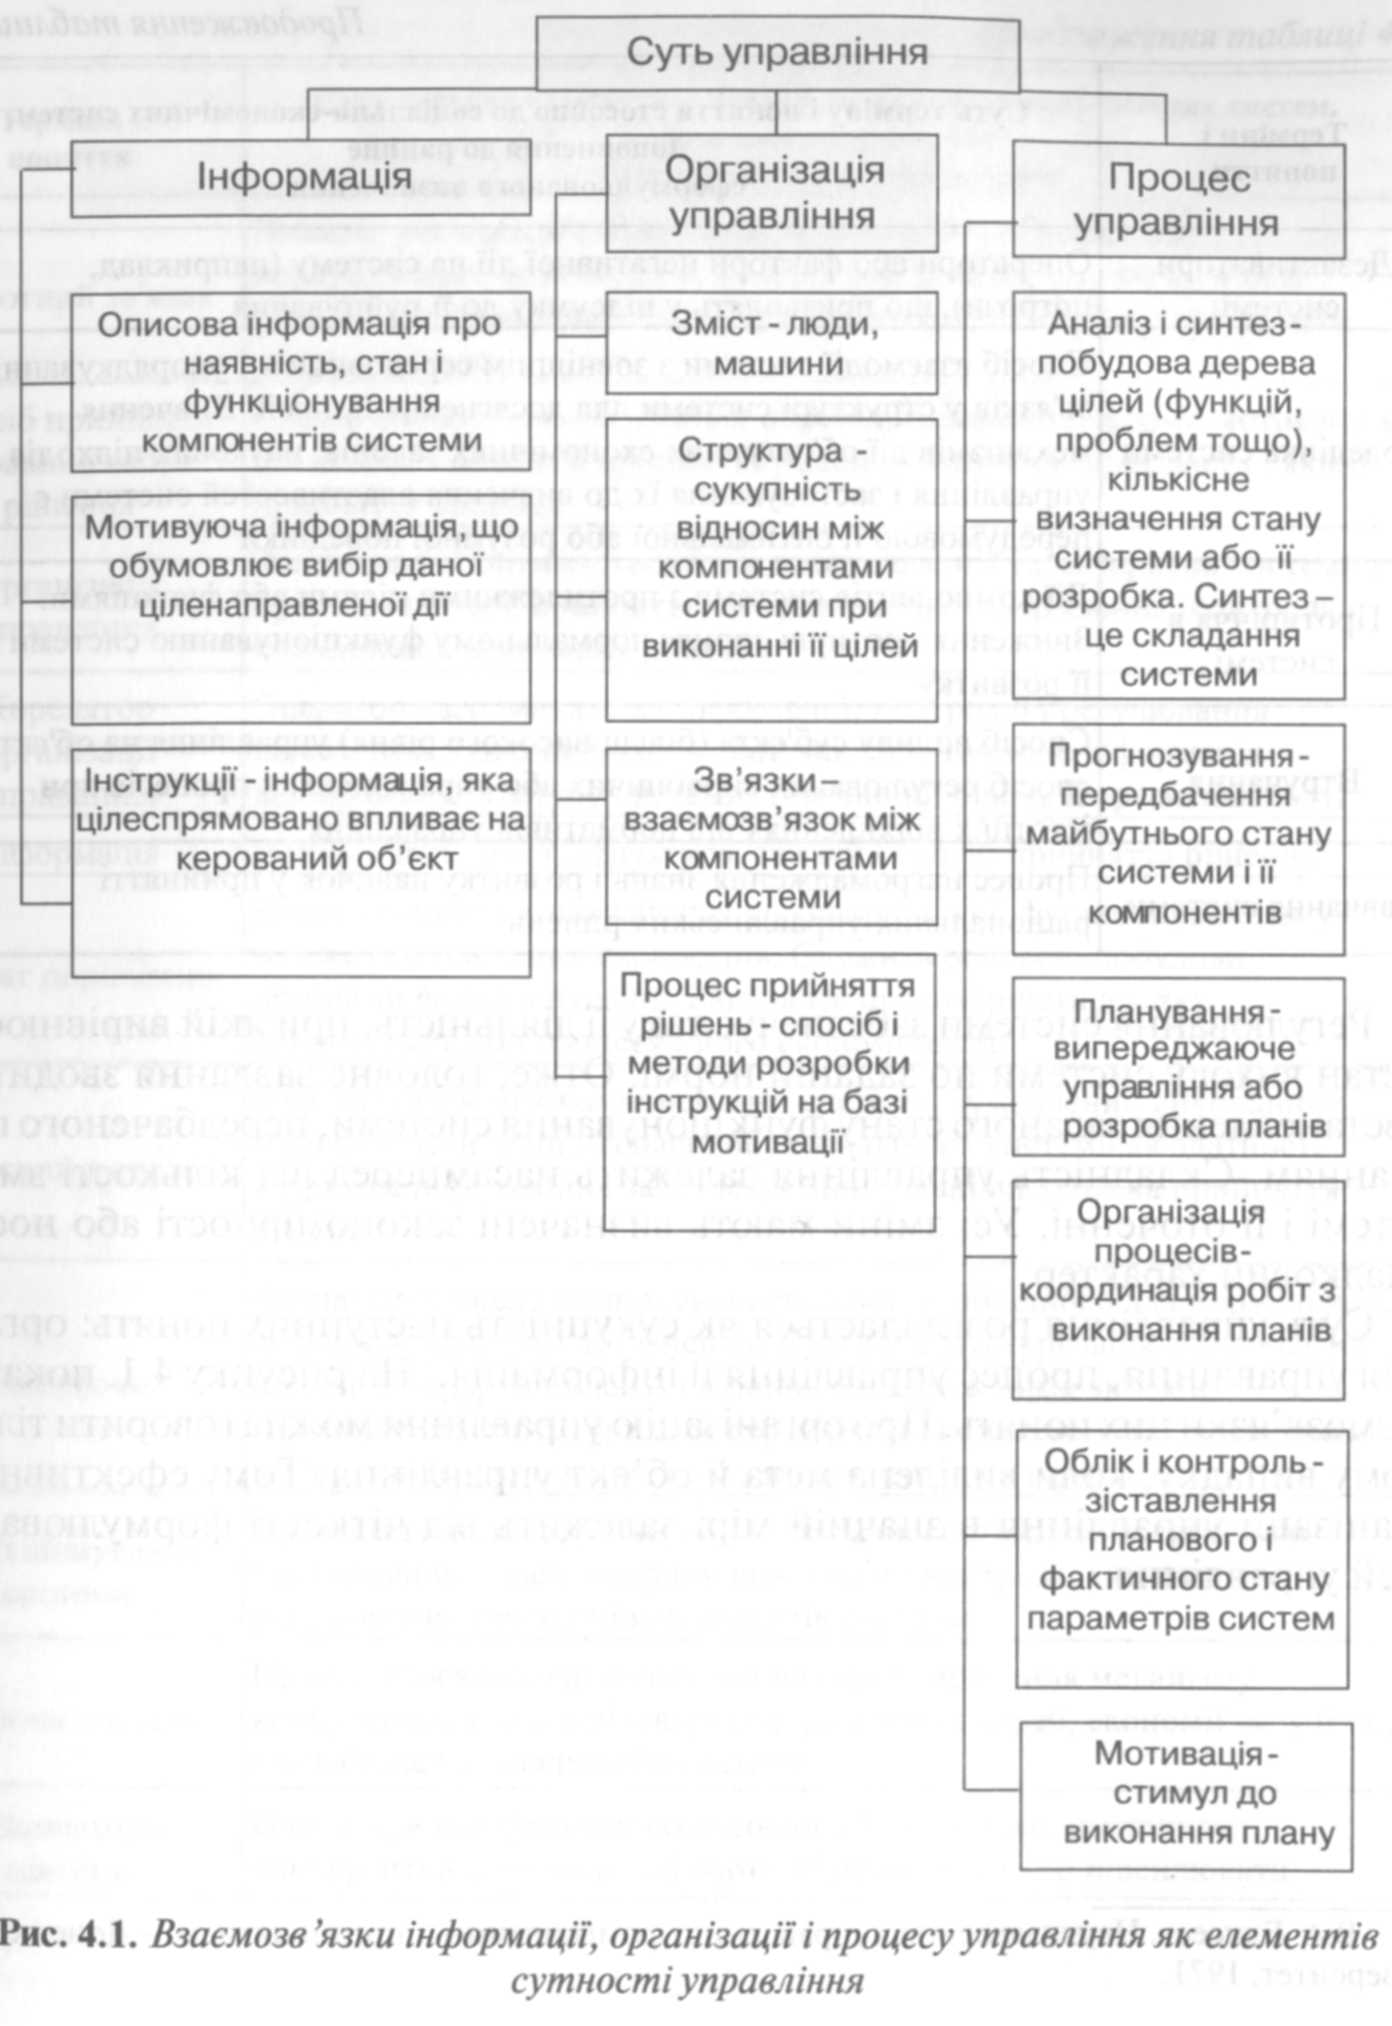 Суть управління
Інформація
Організація
управління
Процес
управління
Описова інформація про
наявність, стан і
функціонування
компонентів системи
Мотивуюча інформація, що
обумовлює вибір даної
ціленаправленої дії
Інструкції - інформація, яка
цілеспрямовано впливає на
керований об’єкт
Зміст - люди,
машини
Структура -
сукупність
відносин між
компонентами
системи при
виконанні її цілей
Зв’язки –
взаємозв’язок між
компонентами
системи
Процес прийняття
рішень - спосіб і
методи розробки
інструкцій на базі
мотивації
Аналіз і синтез -
побудова дерева
цілей (функцій,
проблем тощо),
кількісне
визначення стану
системи або її
розробка. Синтез –
це складання
системи
Прогнозування -
передбачення
майбутнього стану
системи і її
компонентів
Планування -
випереджаюче
управління або
розробка планів
Організація
процесів -
координація робіт з
виконання планів
Облік і контроль -
зіставлення
планового і
фактичного стану
параметрів систем
Мотивація -
стимул до
виконання плану
Рис. 4.1. Взаємозв’язки інформації, організації і процесу управління як елементів
сутності управління